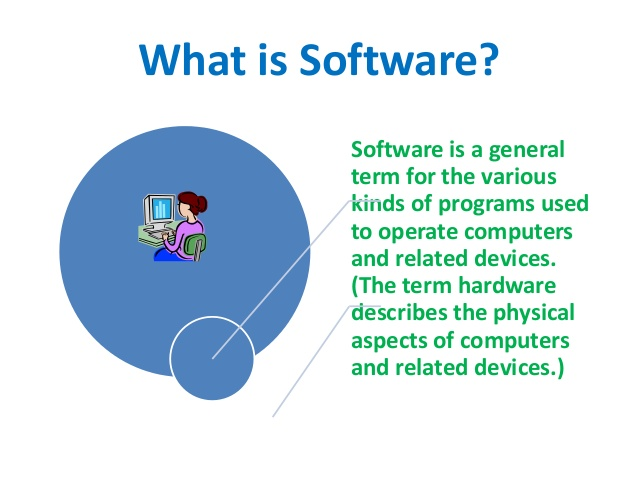 What is Software?
Software is a general
term for the various
kinds of programs used
to operate computers
and related devices.
(The term hardware
describes the physical
aspects of computers
and related devices.)